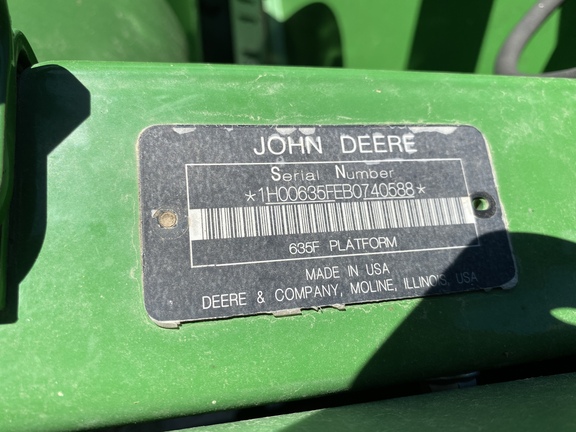 JOHN DEERE
Serial Number
*1H00635FEB0740588*
635F PLATFORM
MADE IN USA
DEERE & COMPANY, MOLINE, ILLINOIS, USA